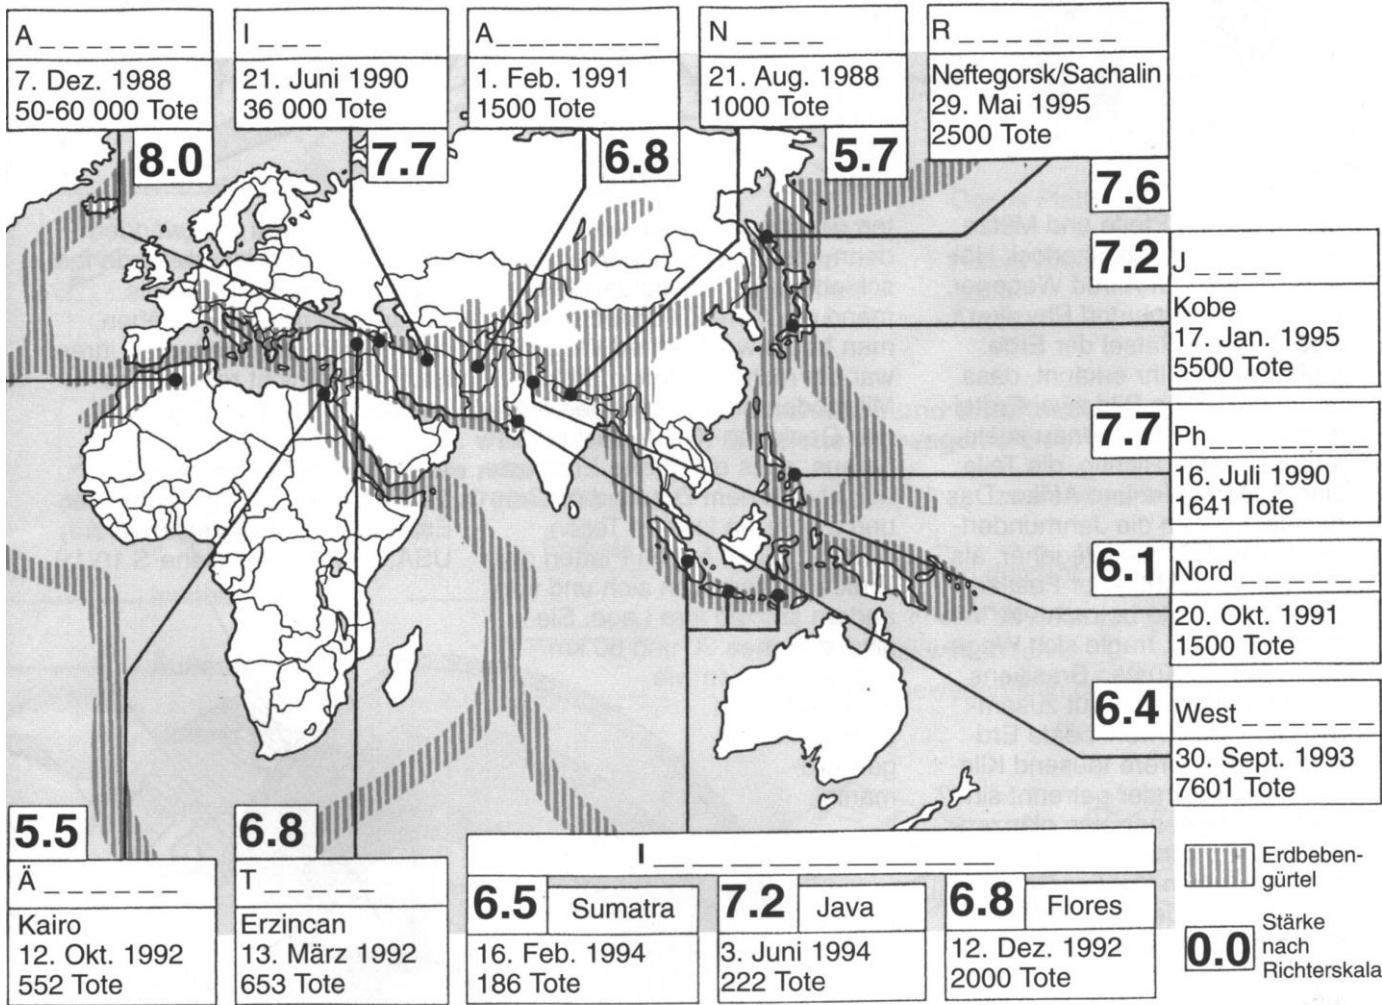 A _ _ _ _ _ _ _ _
7. Dez. 1988
50-60 000 Tote
8.0
I _ _ _
21. Juni 1990
36 000 Tote
7.7
A _ _ _ _ _ _ _ _ _ _
1. Feb. 1991
1500 Tote
6.8
N _ _ _ _
21. Aug. 1988
1000 Tote
5.7
R _ _ _ _ _ _ _
Neftegorsk/Sachalin
29. Mai 1995
2500 Tote
7.6
7.2 J _ _ _ _
Kobe
17. Jan. 1995
5500 Tote
7.7 Ph _ _ _ _ _ _ _
16. Juli 1990
1641 Tote
6.1 Nord _ _ _ _ _ _
20. Okt. 1991
1500 Tote
6.4 West _ _ _ _ _ _
30. Sept. 1993
7601 Tote
5.5
Ä _ _ _ _ _ _
Kairo
12. Okt. 1992
552 Tote
6.8
T _ _ _ _ _
Erzincan
13. März 1992
653 Tote
I _ _ _ _ _ _ _ _ _ _ _ _ _ _ _
6.5 Sumatra
16. Feb. 1994
186 Tote
7.2 Java
3. Juni 1994
222 Tote
6.8 Flores
12. Dez. 1992
2000 Tote
Erdbeben-
gürtel
0.0 Stärke
nach
Richterskala